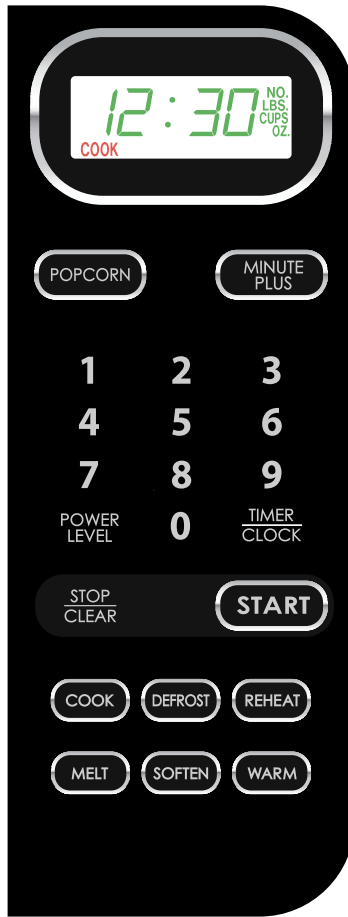 12:30
NO.
LBS.
CUPS
OZ.
COOK
POPCORN
MINUTE
PLUS
1 2 3
4 5 6
7 8 9
POWER
LEVEL
0
TIMER
CLOCK
STOP
CLEAR
START
COOK DEFROST REHEAT
MELT SOFTEN WARM